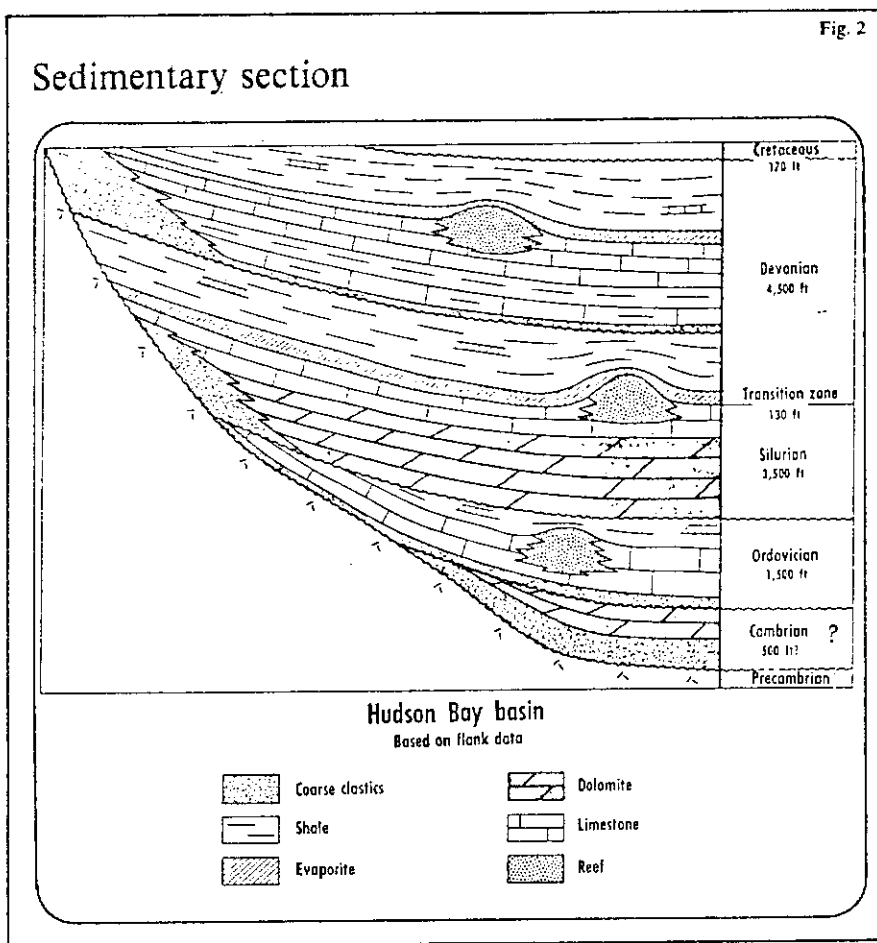 Fig. 2
Sedimentary section
Cretaceous
120 ft
Devonian
4,500 ft
Transition zone
130 ft
Silurian
3,500 ft
Ordovician
1,500 ft
Cambrian ?
500 ft?
Precambrian
Hudson Bay basin
Based on flank data
Coarse clastics
Dolomite
Shale
Limestone
Evaporite
Reef